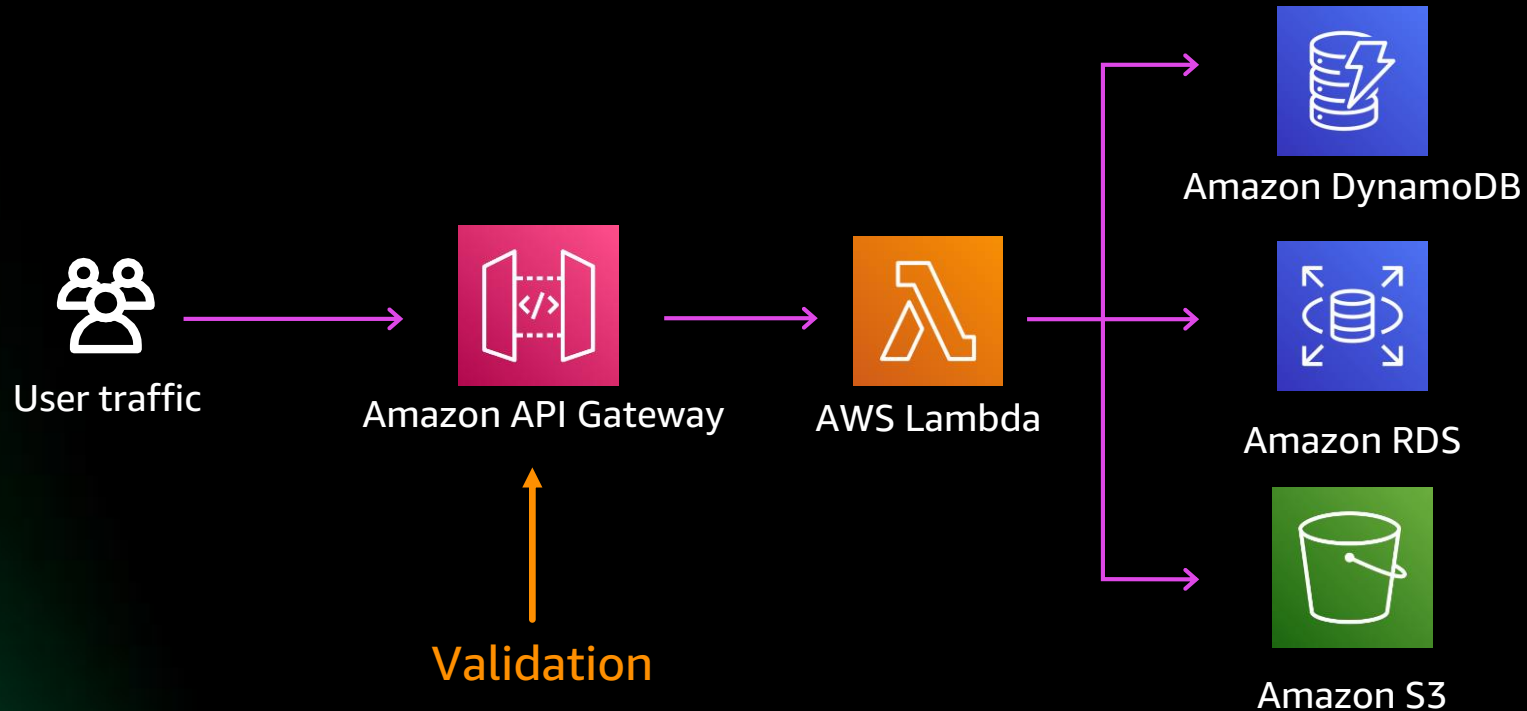 User traffic
Amazon API Gateway
</>
AWS Lambda
Amazon DynamoDB
Amazon RDS
Amazon S3
Validation